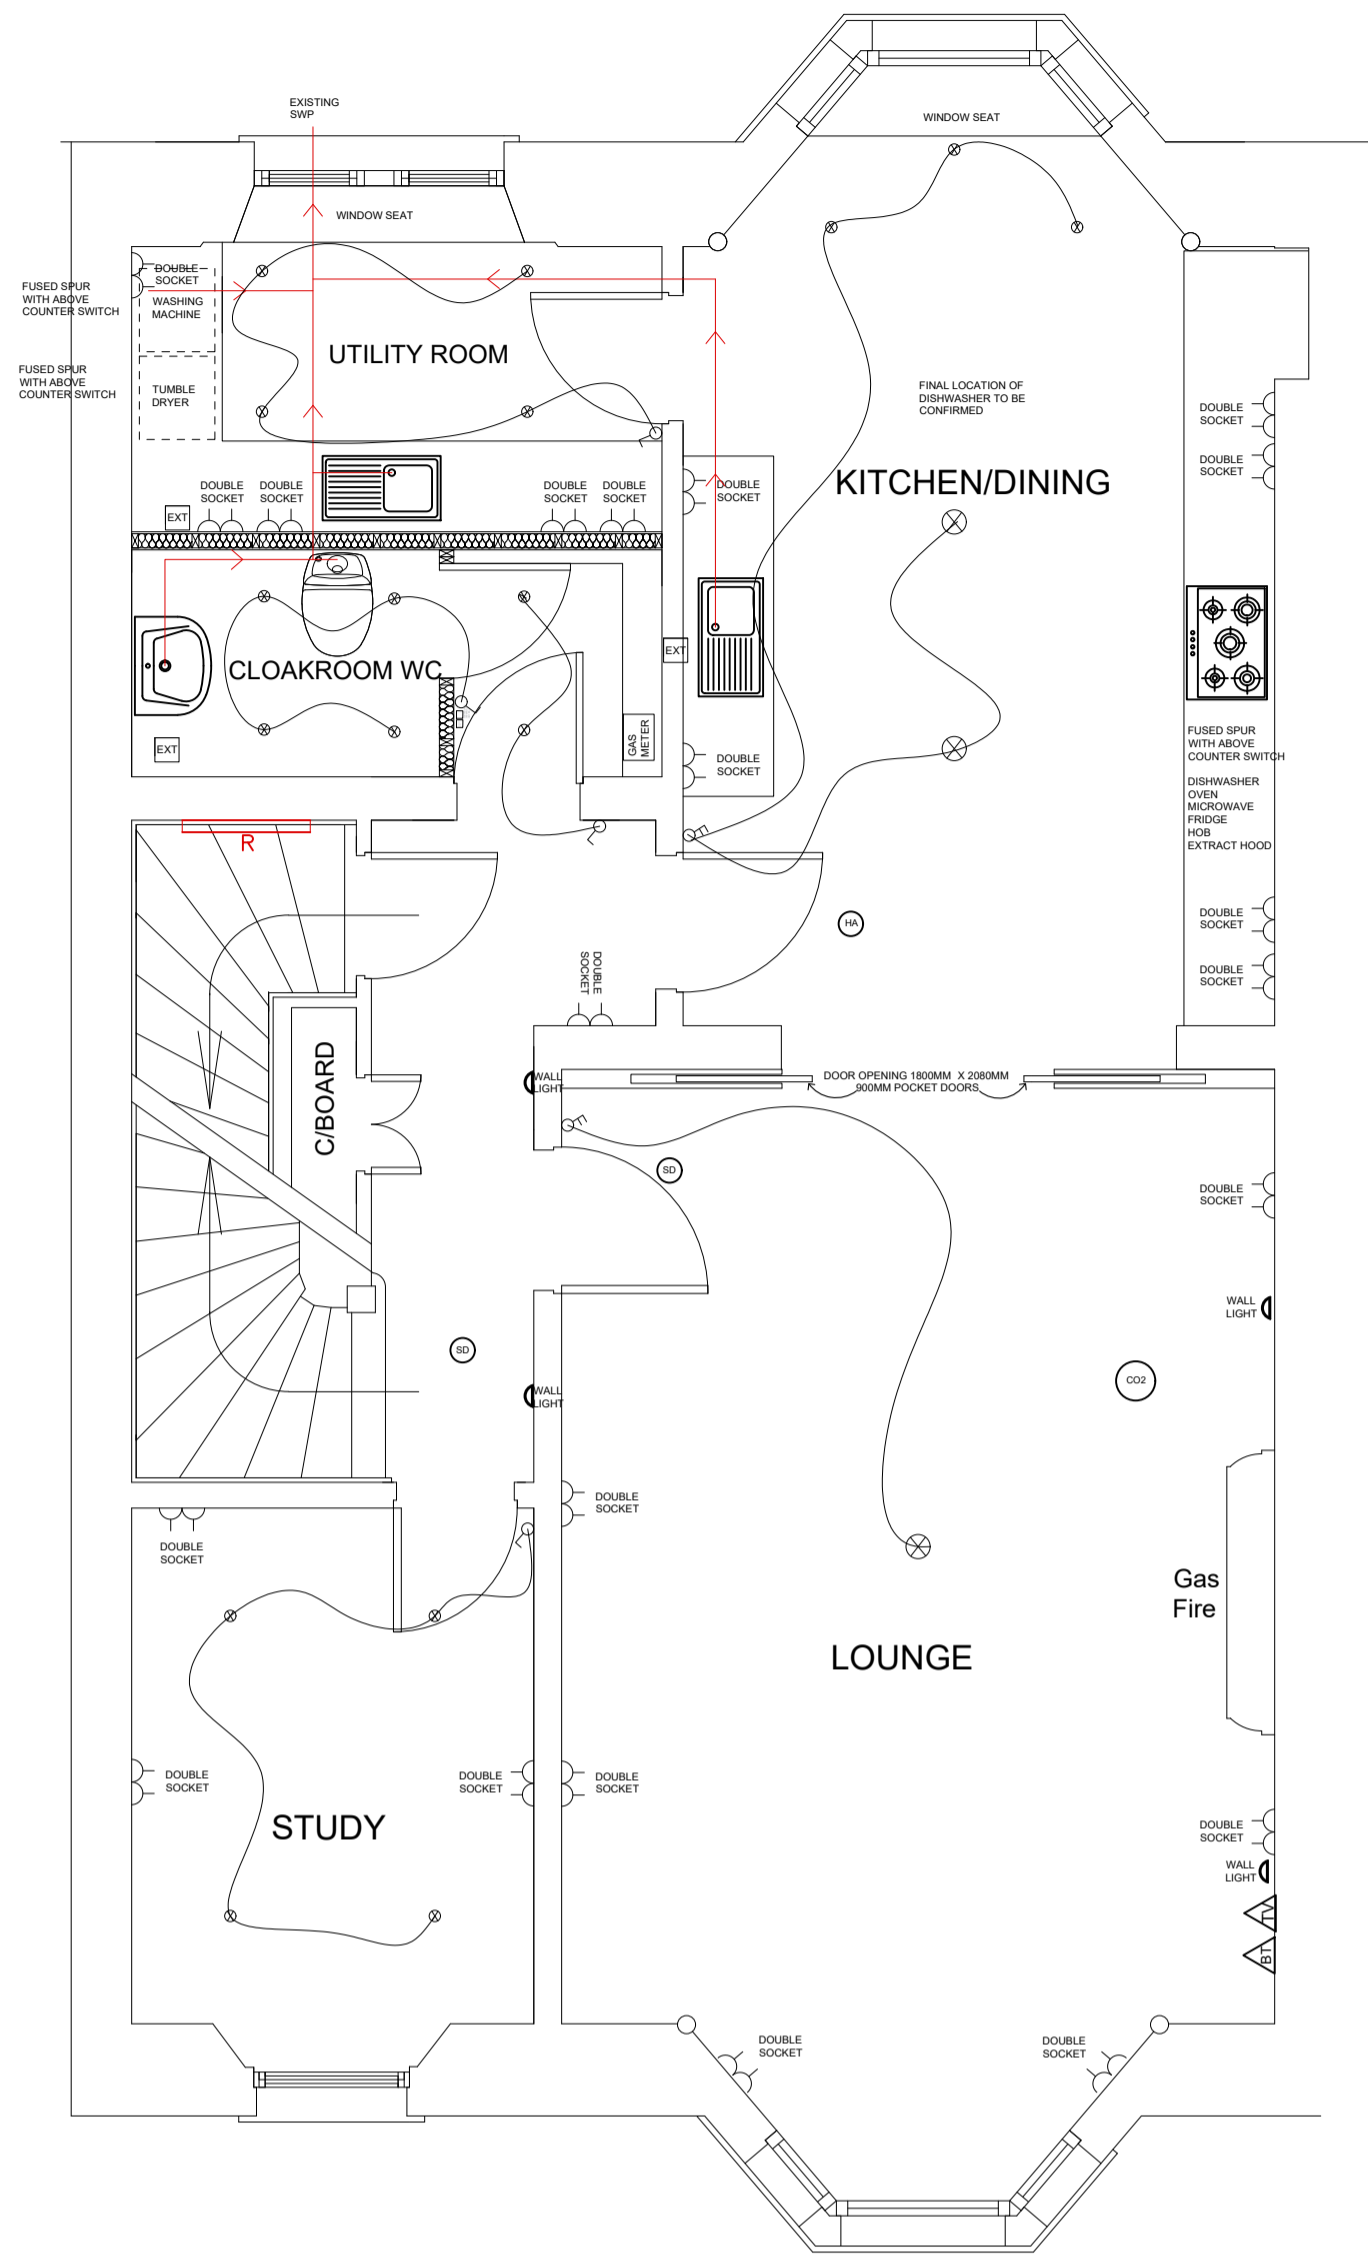 EXISTING
SWP
WINDOW SEAT
WINDOW SEAT
DOUBLE
SOCKET
WASHING
MACHINE
FUSED SPUR
WITH ABOVE
COUNTER SWITCH
FUSED SPUR
WITH ABOVE
COUNTER SWITCH
TUMBLE
DRYER
UTILITY ROOM
FINAL LOCATION OF
DISHWASHER TO BE
CONFIRMED
DOUBLE
SOCKET
DOUBLE
SOCKET
KITCHEN/DINING
DOUBLE
SOCKET
DOUBLE
SOCKET
DOUBLE
SOCKET
DOUBLE
SOCKET
DOUBLE
SOCKET
EXT
EXT
CLOAKROOM WC
EXT
GAS
METER
DOUBLE
SOCKET
FUSED SPUR
WITH ABOVE
COUNTER SWITCH
DISHWASHER
OVEN
MICROWAVE
FRIDGE
HOB
EXTRACT HOOD
R
HA
DOUBLE
SOCKET
DOUBLE
SOCKET
DOUBLE
SOCKET
C/BOARD
WALL
LIGHT
DOOR OPENING 1800MM X 2080MM
900MM POCKET DOORS
SD
DOUBLE
SOCKET
WALL
LIGHT
SD
CO2
WALL
LIGHT
DOUBLE
SOCKET
DOUBLE
SOCKET
Gas
Fire
LOUNGE
DOUBLE
SOCKET
DOUBLE
SOCKET
DOUBLE
SOCKET
STUDY
DOUBLE
SOCKET
WALL
LIGHT
TV
BT
DOUBLE
SOCKET
DOUBLE
SOCKET